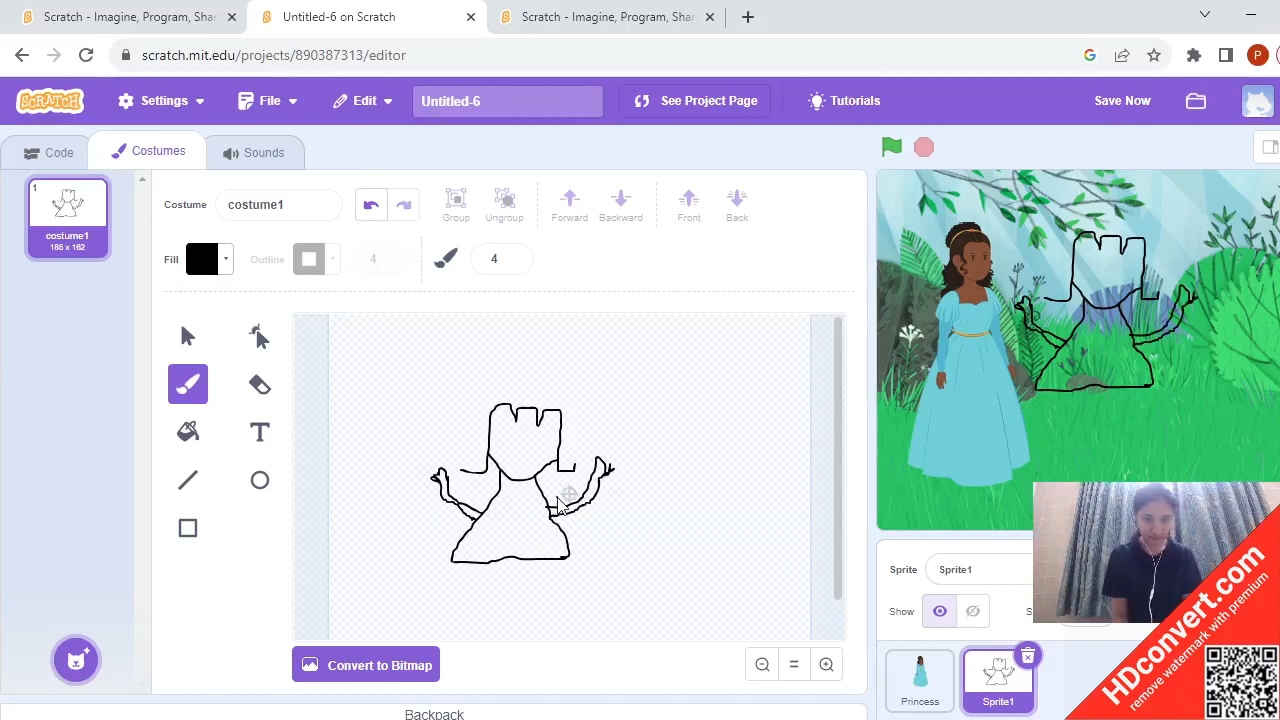 Scratch - Imagine, Program, Shar
Untitled-6 on Scratch
Scratch - Imagine, Program, Shar
scratch.mit.edu/projects/890387313/editor
P
SCRATCH
Settings
File
Edit
Untitled-6
See Project Page
Tutorials
Save Now
Code
Costumes
Sounds
1
costume1
185 x 162
Costume
costume1
Group
Ungroup
Forward
Backward
Front
Back
Fill
Outline
4
4
T
Convert to Bitmap
Backpack
Sprite
Sprite1
Show
S
Princess
Sprite1
HDconvert.com
remove watermark with premium